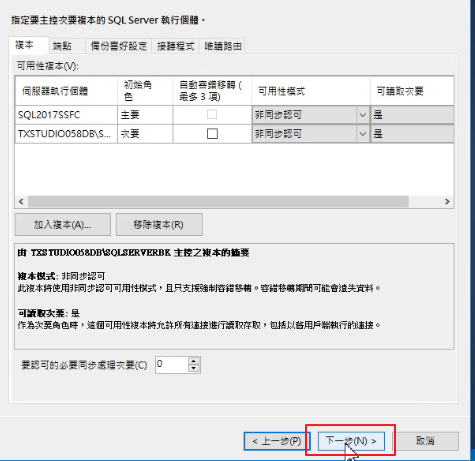 指定要主控次要複本的 SQL Server 執行個體。
複本 端點 備份喜好設定 接聽程式 唯讀路由
可用性複本(V):
伺服器執行個體 初始角色 自動容錯移轉 (最多 3 項) 可用性模式 可讀取次要
SQL2017SSFC 主要 非同步認可 是
TXSTUDIO058DB\S... 次要 非同步認可 是
加入複本(A)... 移除複本(R)
由 TXSTUDIO058DB\SQLSERVERBK 主控之複本的摘要
複本模式: 非同步認可
此複本將使用非同步認可可用性模式，且只支援強制容錯移轉。容錯移轉期間可能會遺失資料。
可讀取次要: 是
作為次要角色時，這個可用性複本將允許所有連接進行讀取存取，包括以舊用戶端執行的連接。
要認可的必要同步處理次要(C) 0
< 上一步(P) 下一步(N) > 取消